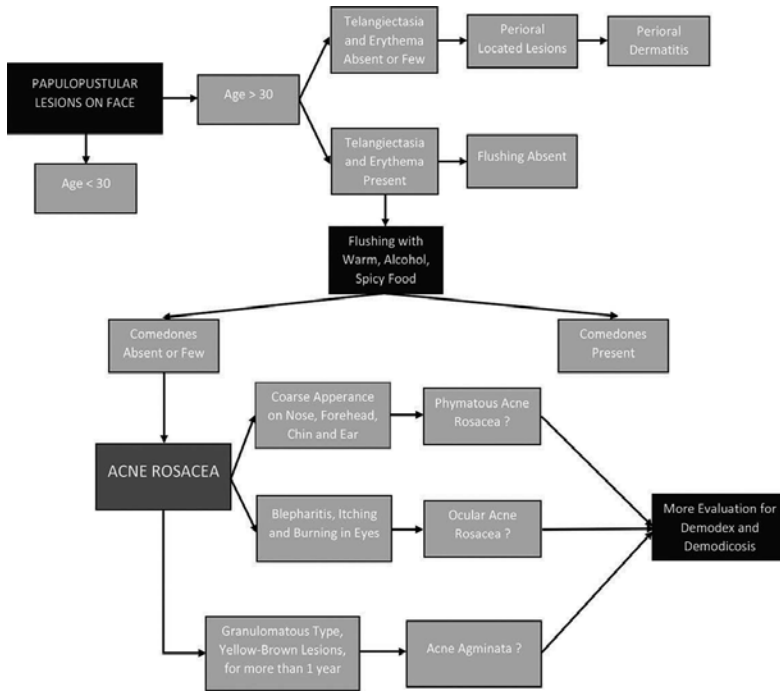 PAPULOPUSTULAR
LESIONS ON FACE
Age < 30
Age > 30
Telangiectasia
and Erythema
Absent or Few
Perioral
Located Lesions
Perioral
Dermatitis
Telangiectasia
and Erythema
Present
Flushing Absent
Flushing with
Warm, Alcohol,
Spicy Food
Comedones
Absent or Few
Comedones
Present
ACNE ROSACEA
Coarse Apperance
on Nose, Forehead,
Chin and Ear
Phymatous Acne
Rosacea ?
Blepharitis, Itching
and Burning in Eyes
Ocular Acne
Rosacea ?
Granulomatous Type,
Yellow-Brown Lesions,
for more than 1 year
Acne Agminata ?
More Evaluation for
Demodex and
Demodicosis